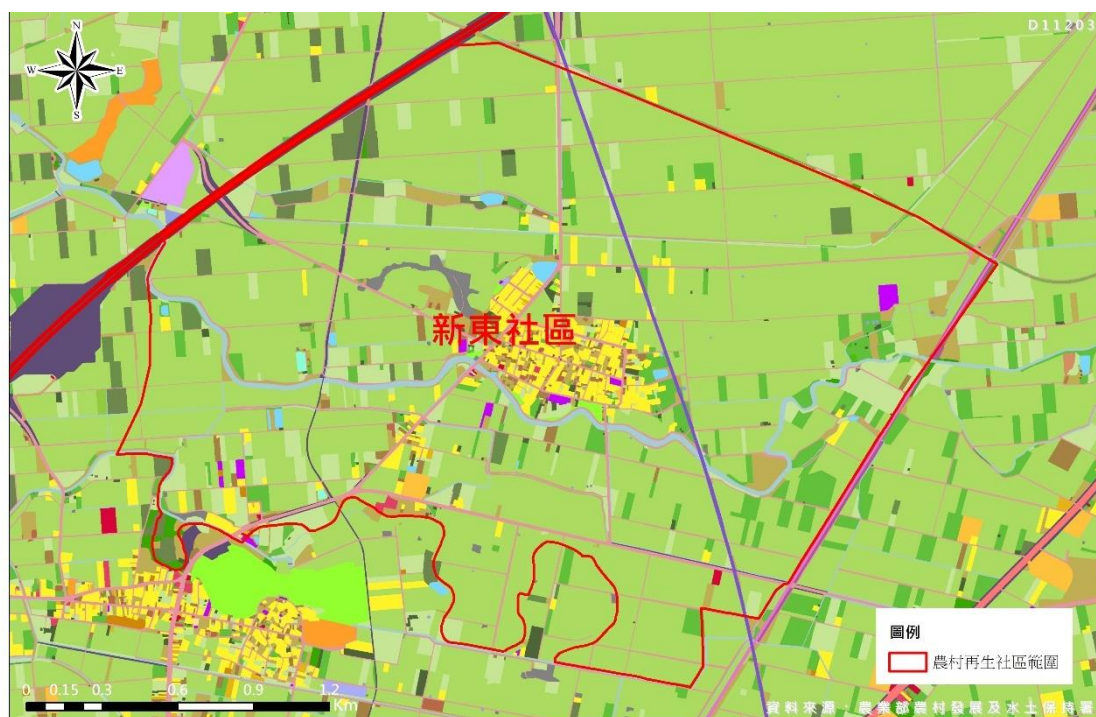 D11203
N
W E
S
新東社區
圖例
農村再生社區範圍
0 0.15 0.3 0.6 0.9 1.2
Km
資料來源：農業部農村發展及水土保持署